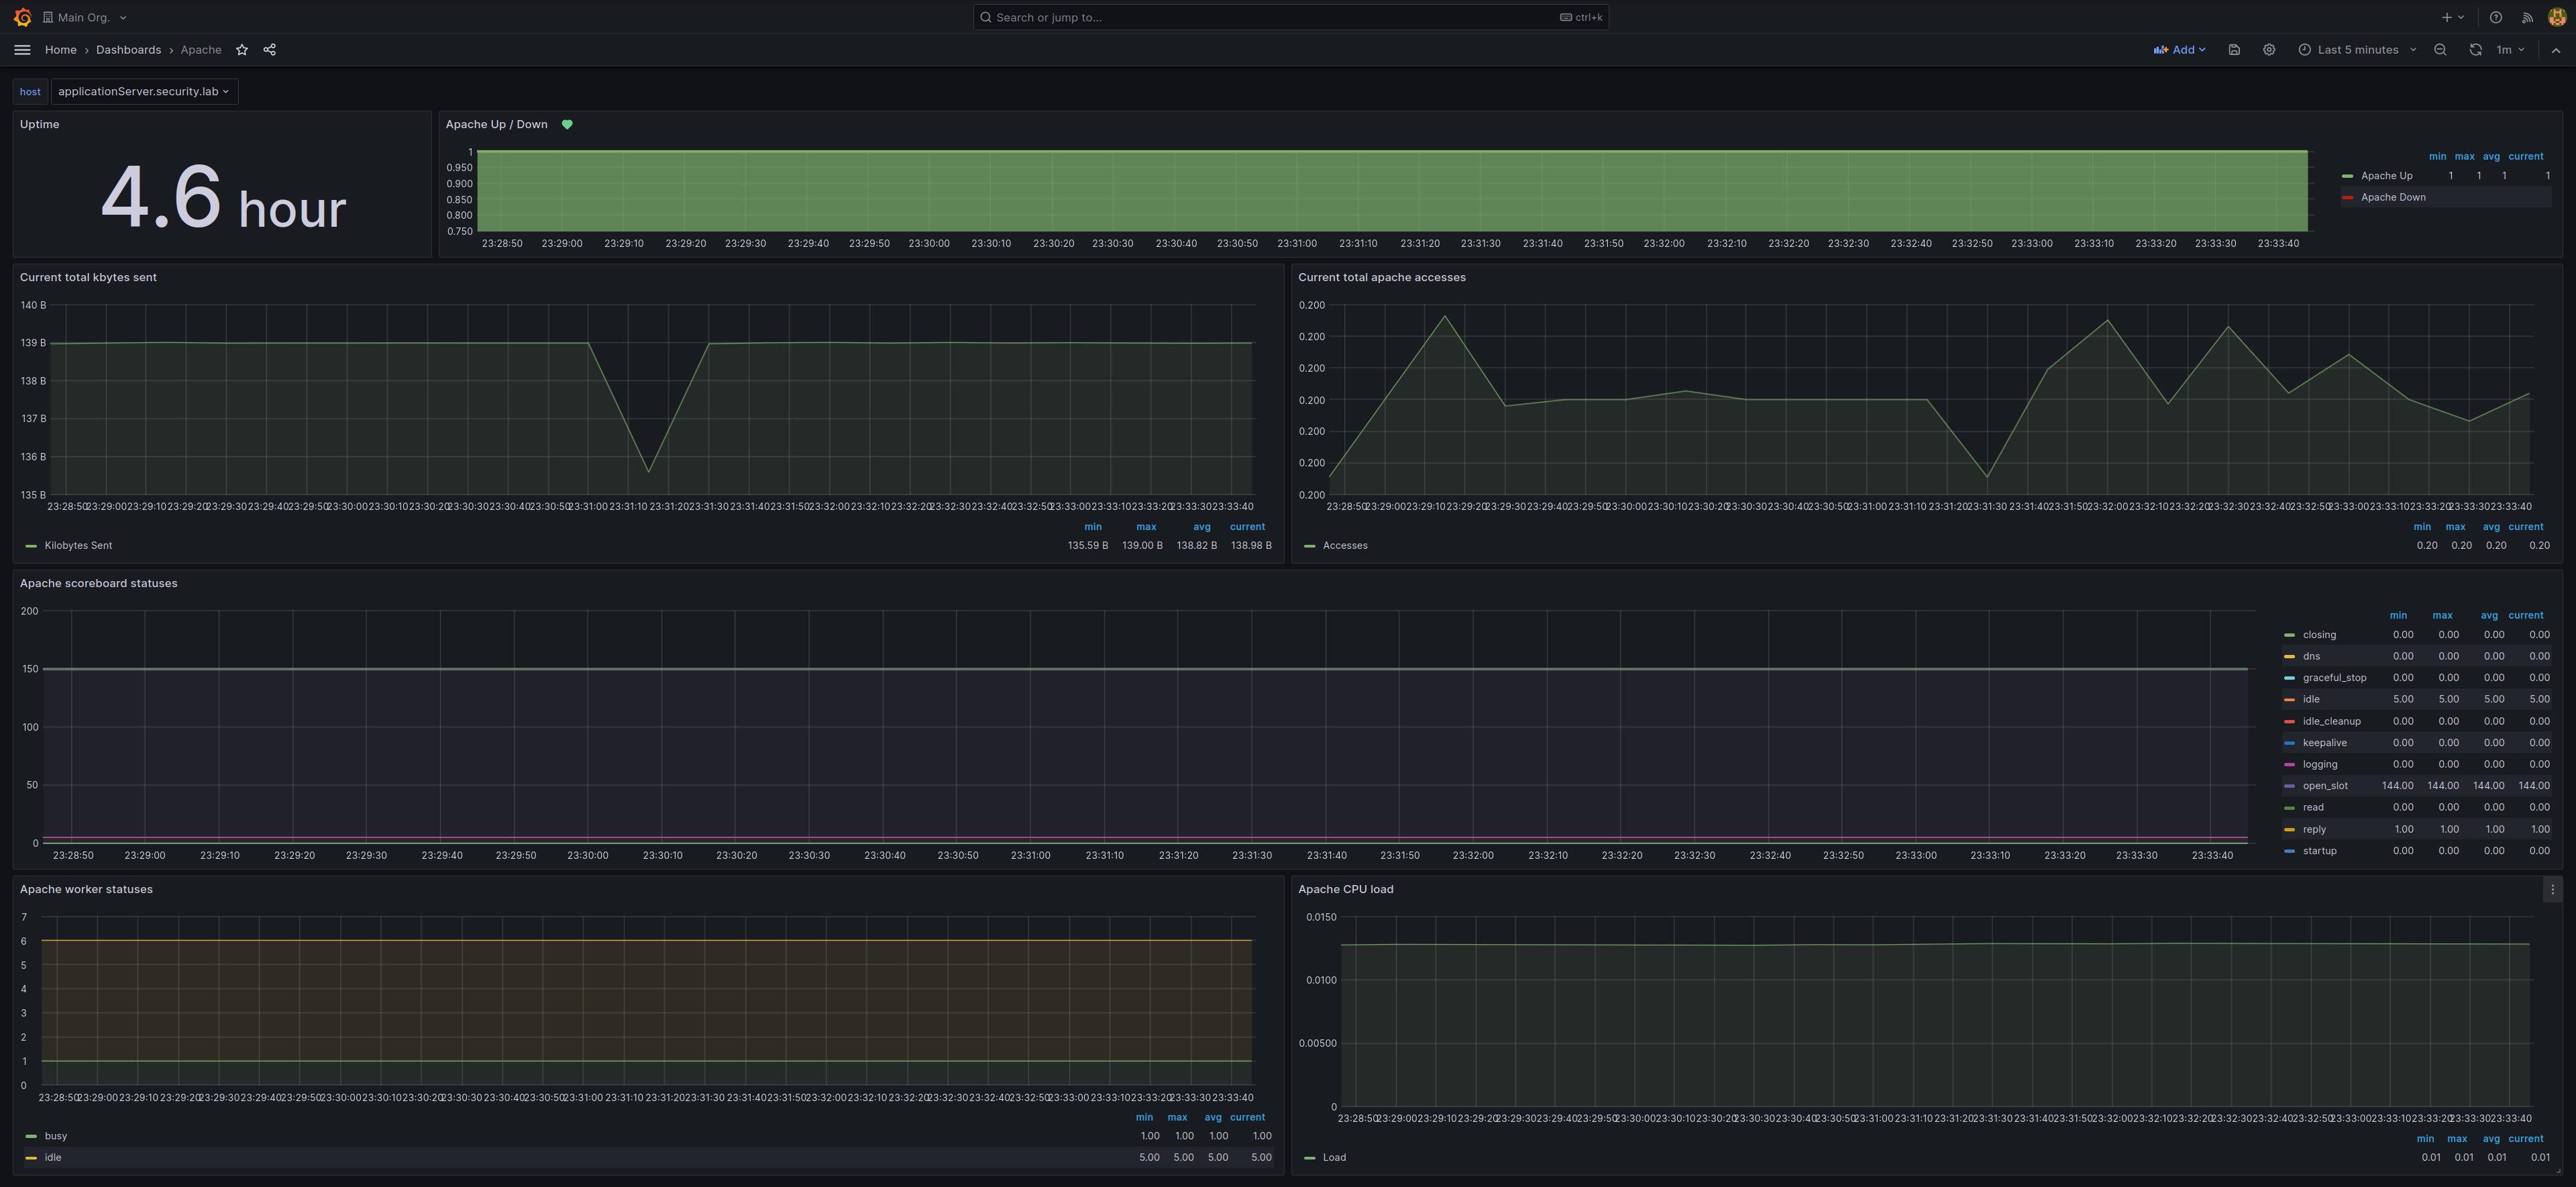 Main Org.
Search or jump to...
ctrl+k
Home › Dashboards › Apache
Add
Last 5 minutes
1m
host applicationServer.security.lab
Uptime
4.6 hour
Apache Up / Down
1
0.950
0.900
0.850
0.800
0.750
23:28:50 23:29:00 23:29:10 23:29:20 23:29:30 23:29:40 23:29:50 23:30:00 23:30:10 23:30:20 23:30:30 23:30:40 23:30:50 23:31:00 23:31:10 23:31:20 23:31:30 23:31:40 23:31:50 23:32:00 23:32:10 23:32:20 23:32:30 23:32:40 23:32:50 23:33:00 23:33:10 23:33:20 23:33:30 23:33:40
min max avg current
Apache Up 1 1 1 1
Apache Down
Current total kbytes sent
140 B
139 B
138 B
137 B
136 B
135 B
23:28:50 23:29:00 23:29:10 23:29:20 23:29:30 23:29:40 23:29:50 23:30:00 23:30:10 23:30:20 23:30:30 23:30:40 23:30:50 23:31:00 23:31:10 23:31:20 23:31:30 23:31:40 23:31:50 23:32:00 23:32:10 23:32:20 23:32:30 23:32:40 23:32:50 23:33:00 23:33:10 23:33:20 23:33:30 23:33:40
min max avg current
Kilobytes Sent 135.59 B 139.00 B 138.82 B 138.98 B
Current total apache accesses
0.200
0.200
0.200
0.200
0.200
0.200
0.200
23:28:50 23:29:00 23:29:10 23:29:20 23:29:30 23:29:40 23:29:50 23:30:00 23:30:10 23:30:20 23:30:30 23:30:40 23:30:50 23:31:00 23:31:10 23:31:20 23:31:30 23:31:40 23:31:50 23:32:00 23:32:10 23:32:20 23:32:30 23:32:40 23:32:50 23:33:00 23:33:10 23:33:20 23:33:30 23:33:40
min max avg current
Accesses 0.20 0.20 0.20 0.20
Apache scoreboard statuses
200
150
100
50
0
23:28:50 23:29:00 23:29:10 23:29:20 23:29:30 23:29:40 23:29:50 23:30:00 23:30:10 23:30:20 23:30:30 23:30:40 23:30:50 23:31:00 23:31:10 23:31:20 23:31:30 23:31:40 23:31:50 23:32:00 23:32:10 23:32:20 23:32:30 23:32:40 23:32:50 23:33:00 23:33:10 23:33:20 23:33:30 23:33:40
min max avg current
closing 0.00 0.00 0.00 0.00
dns 0.00 0.00 0.00 0.00
graceful_stop 0.00 0.00 0.00 0.00
idle 5.00 5.00 5.00 5.00
idle_cleanup 0.00 0.00 0.00 0.00
keepalive 0.00 0.00 0.00 0.00
logging 0.00 0.00 0.00 0.00
open_slot 144.00 144.00 144.00 144.00
read 0.00 0.00 0.00 0.00
reply 1.00 1.00 1.00 1.00
startup 0.00 0.00 0.00 0.00
Apache worker statuses
7
6
5
4
3
2
1
0
23:28:50 23:29:00 23:29:10 23:29:20 23:29:30 23:29:40 23:29:50 23:30:00 23:30:10 23:30:20 23:30:30 23:30:40 23:30:50 23:31:00 23:31:10 23:31:20 23:31:30 23:31:40 23:31:50 23:32:00 23:32:10 23:32:20 23:32:30 23:32:40 23:32:50 23:33:00 23:33:10 23:33:20 23:33:30 23:33:40
min max avg current
busy 1.00 1.00 1.00 1.00
idle 5.00 5.00 5.00 5.00
Apache CPU load
0.0150
0.0100
0.00500
0
23:28:50 23:29:00 23:29:10 23:29:20 23:29:30 23:29:40 23:29:50 23:30:00 23:30:10 23:30:20 23:30:30 23:30:40 23:30:50 23:31:00 23:31:10 23:31:20 23:31:30 23:31:40 23:31:50 23:32:00 23:32:10 23:32:20 23:32:30 23:32:40 23:32:50 23:33:00 23:33:10 23:33:20 23:33:30 23:33:40
min max avg current
Load 0.01 0.01 0.01 0.01